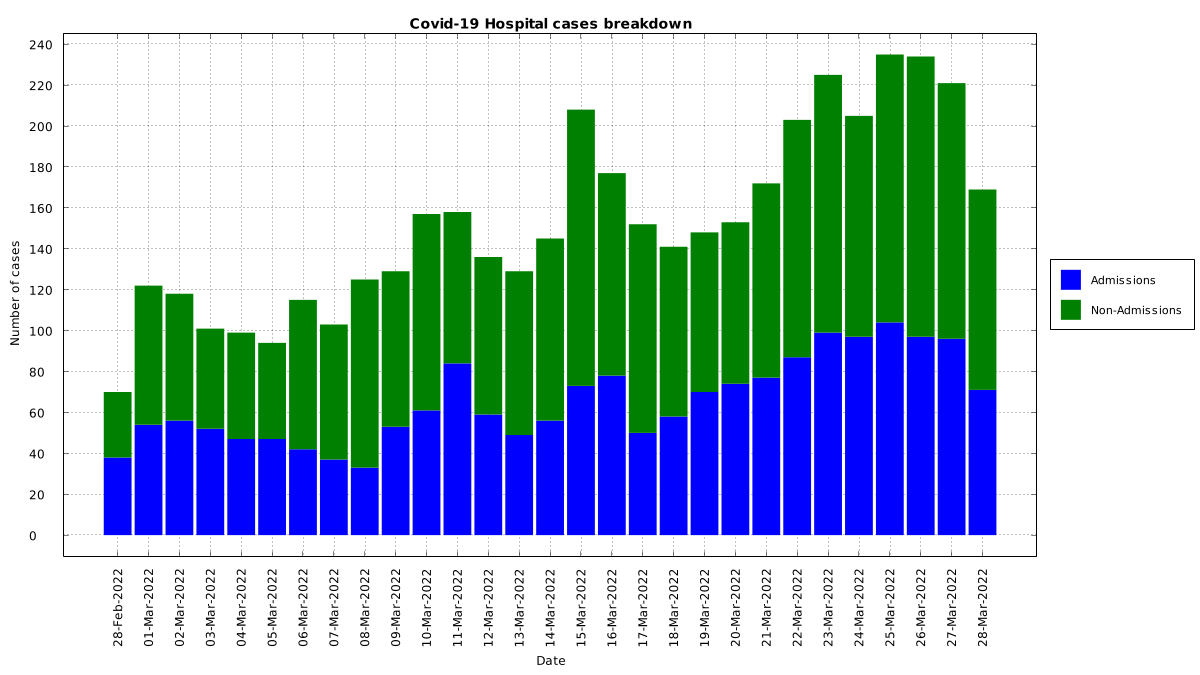 Covid-19 Hospital cases breakdown
240
220
200
180
160
140
120
100
80
60
40
20
0
Number of cases
28-Feb-2022
01-Mar-2022
02-Mar-2022
03-Mar-2022
04-Mar-2022
05-Mar-2022
06-Mar-2022
07-Mar-2022
08-Mar-2022
09-Mar-2022
10-Mar-2022
11-Mar-2022
12-Mar-2022
13-Mar-2022
14-Mar-2022
15-Mar-2022
16-Mar-2022
17-Mar-2022
18-Mar-2022
19-Mar-2022
20-Mar-2022
21-Mar-2022
22-Mar-2022
23-Mar-2022
24-Mar-2022
25-Mar-2022
26-Mar-2022
27-Mar-2022
28-Mar-2022
Date
Admissions
Non-Admissions